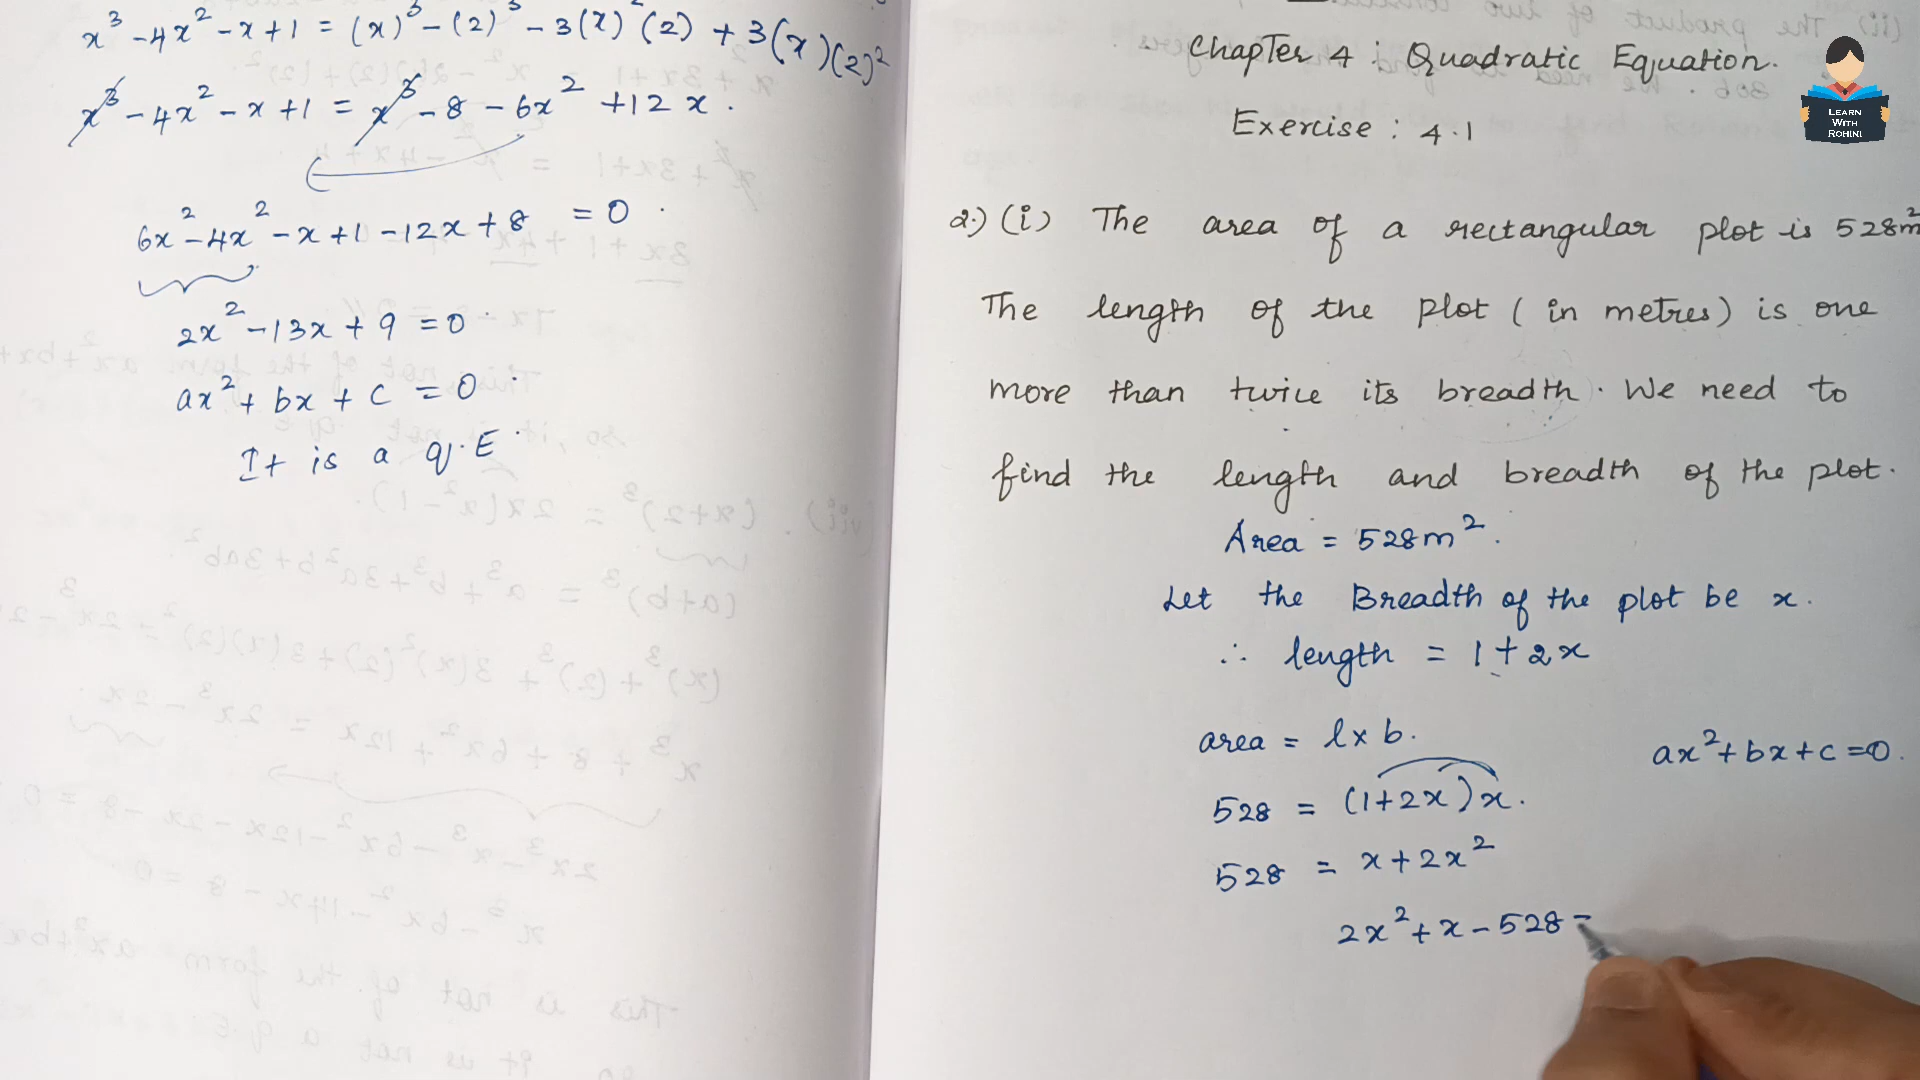 x³ - 4x² - x + 1 = (x)³ - (2)³ - 3(x)²(2) + 3(x)(2)²
x³ - 4x² - x + 1 = x³ - 8 - 6x² + 12x .
6x² - 4x² - x + 1 - 12x + 8 = 0 .
2x² - 13x + 9 = 0 .
ax² + bx + c = 0 .
It is a q.E .
Chapter 4 : Quadratic Equation.
Exercise : 4.1
2.) (i) The area of a rectangular plot is 528m²
The length of the plot ( in metres) is one
more than twice its breadth . We need to
find the length and breadth of the plot.
Area = 528m² .
Let the Breadth of the plot be x .
∴ length = 1 + 2x
area = l x b .
ax² + bx + c = 0 .
528 = (1+2x) x .
528 = x + 2x²
2x² + x - 528 =
LEARN
WITH
ROHINI